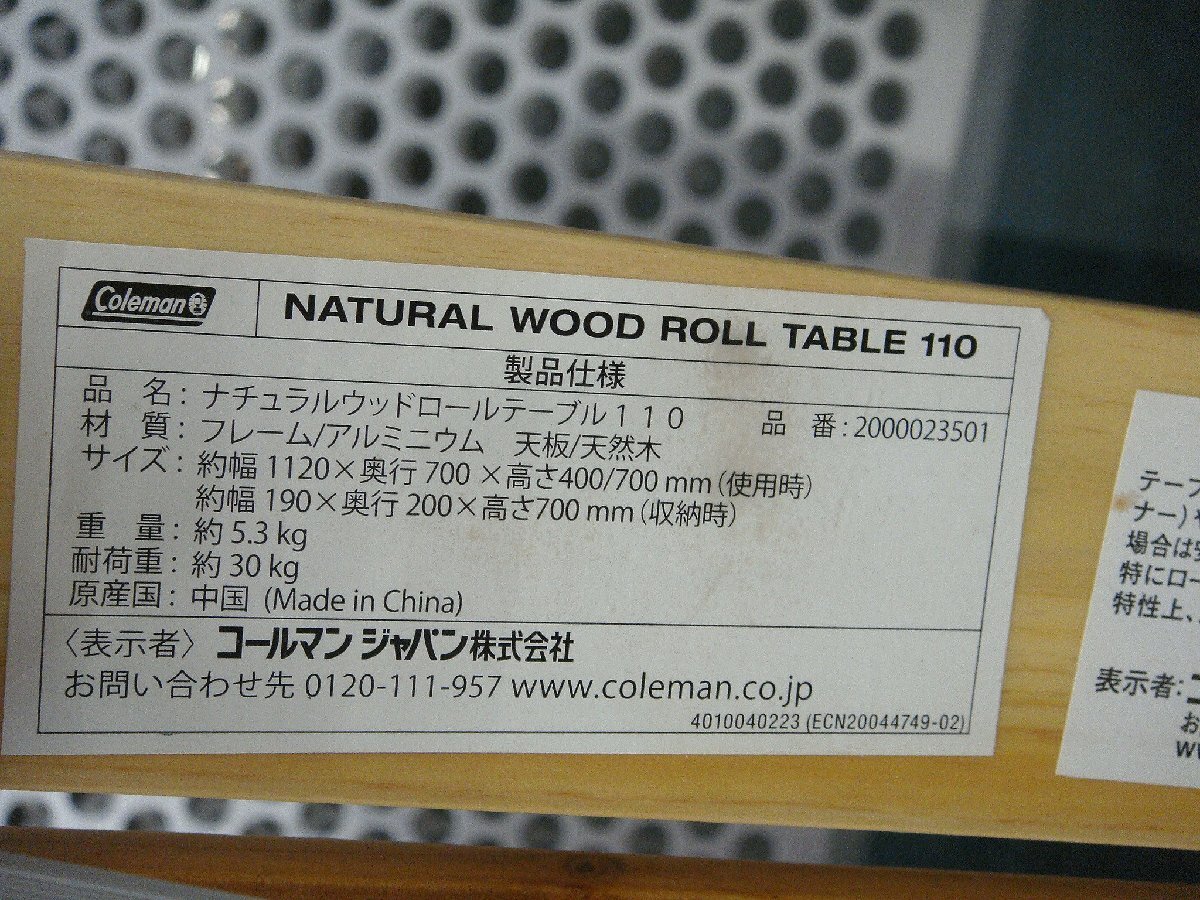 Coleman NATURAL WOOD ROLL TABLE 110
製品仕様
品 名：ナチュラルウッドロールテーブル１１０ 品 番：2000023501
材 質：フレーム/アルミニウム 天板/天然木
サイズ：約幅 1120×奥行 700 ×高さ400/700 mm（使用時）
約幅 190×奥行 200×高さ700 mm（収納時）
重 量：約 5.3 kg
耐荷重：約 30 kg
原産国：中国 (Made in China)
〈表示者〉コールマン ジャパン株式会社
お問い合わせ先 0120-111-957 www.coleman.co.jp
4010040223 (ECN20044749-02)
テーブ
ナー)
場合は
特にロー
特性上、
表示者：
お